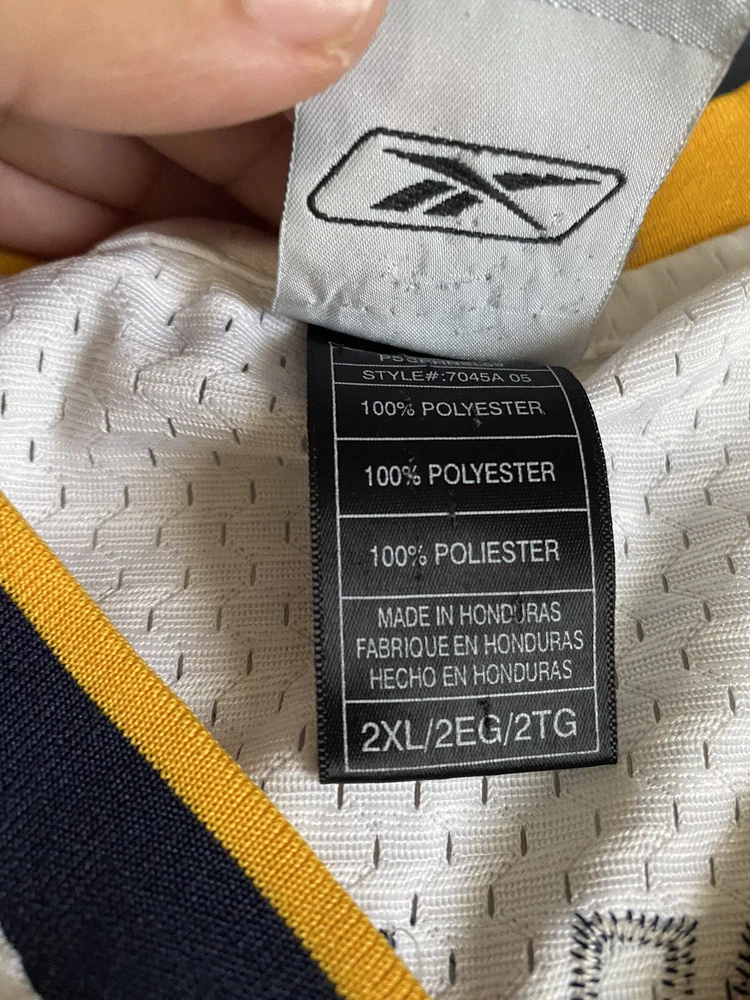 STYLE#:7045A 05
100% POLYESTER
100% POLYESTER
100% POLIESTER
MADE IN HONDURAS
FABRIQUE EN HONDURAS
HECHO EN HONDURAS
2XL/2EG/2TG